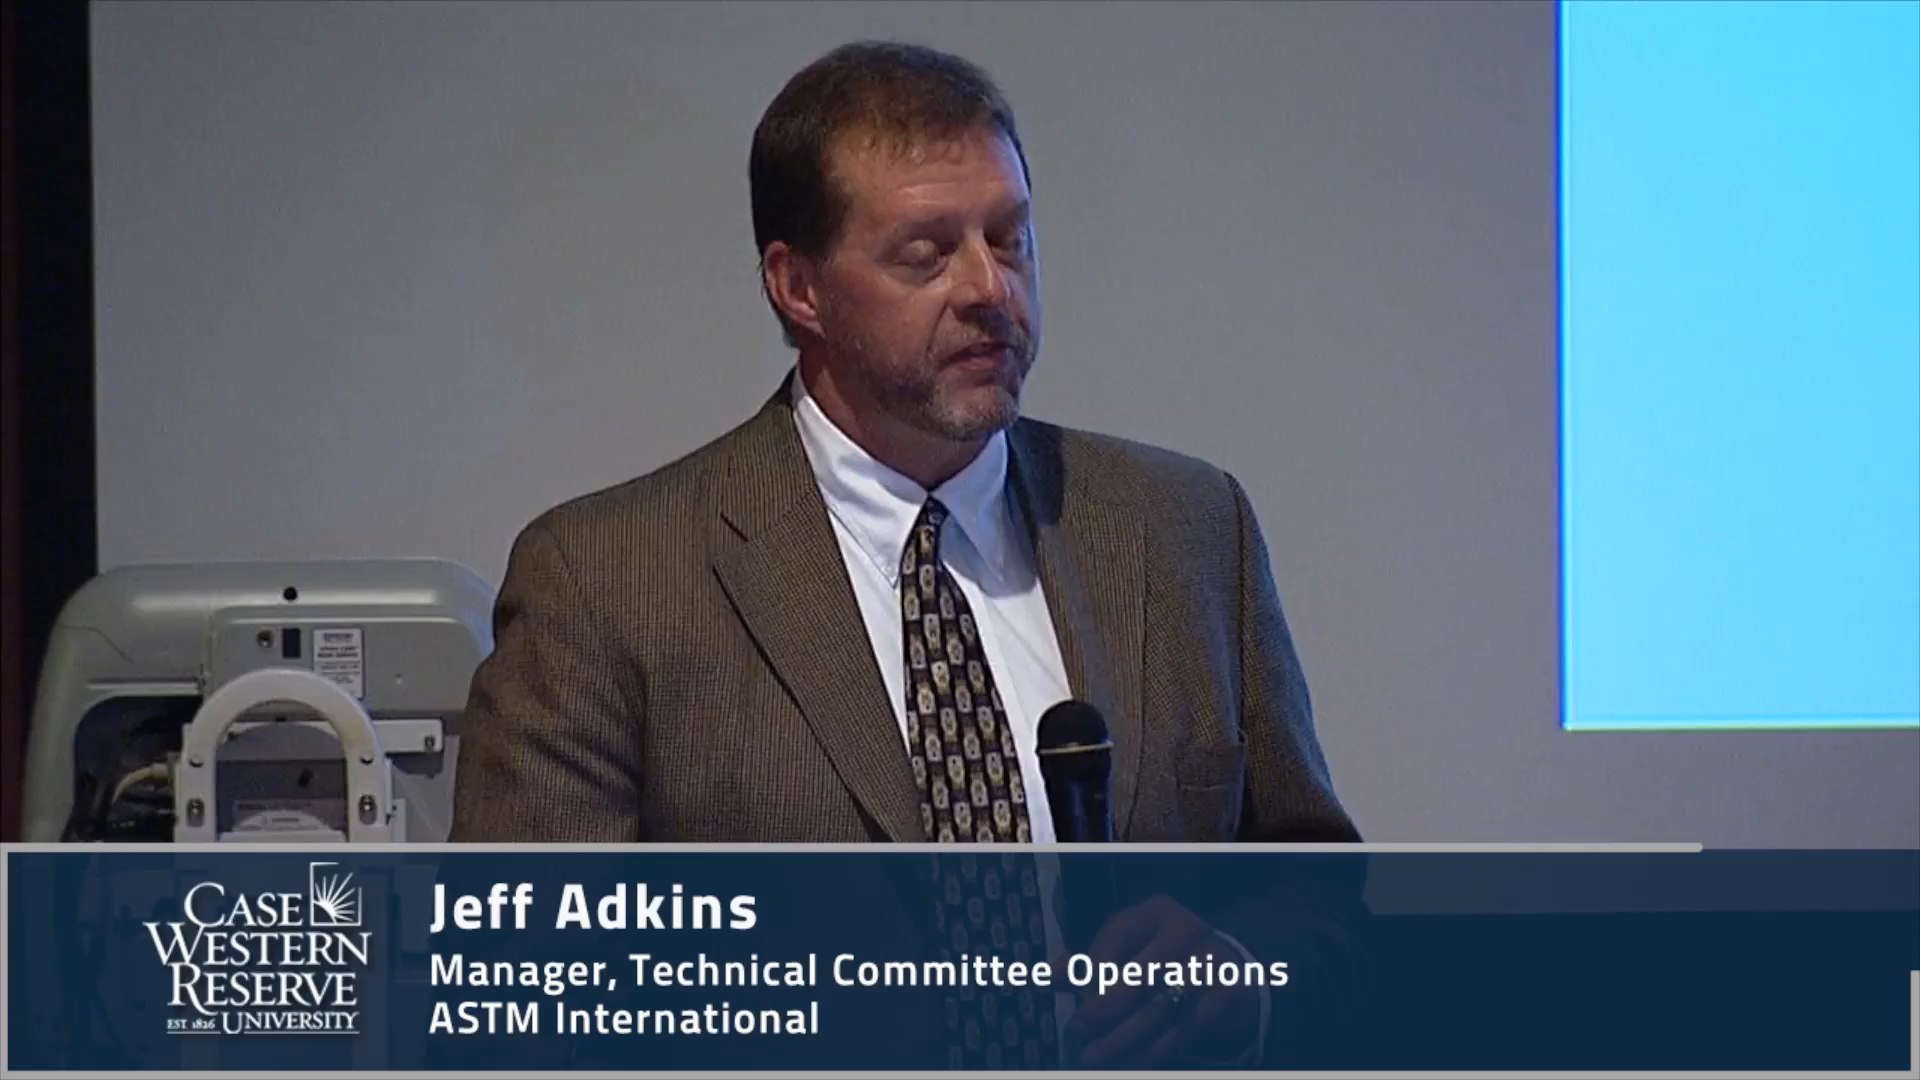 CASE
WESTERN
RESERVE
EST. 1826 UNIVERSITY
Jeff Adkins
Manager, Technical Committee Operations
ASTM International